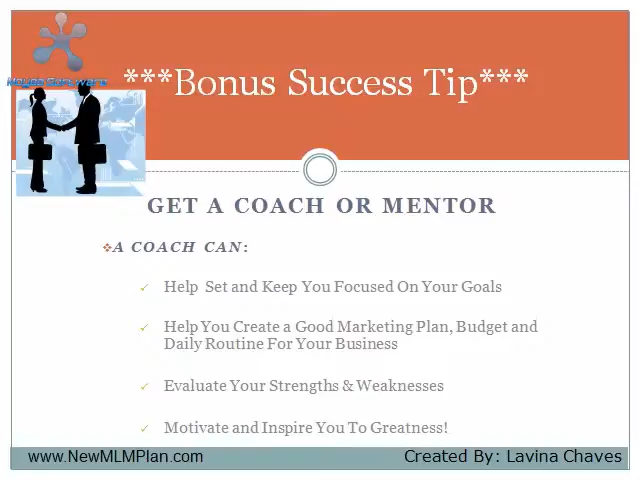 ***Bonus Success Tip***
GET A COACH OR MENTOR
A COACH CAN:
Help Set and Keep You Focused On Your Goals
Help You Create a Good Marketing Plan, Budget and
Daily Routine For Your Business
Evaluate Your Strengths & Weaknesses
Motivate and Inspire You To Greatness!
www.NewMLMPlan.com
Created By: Lavina Chaves